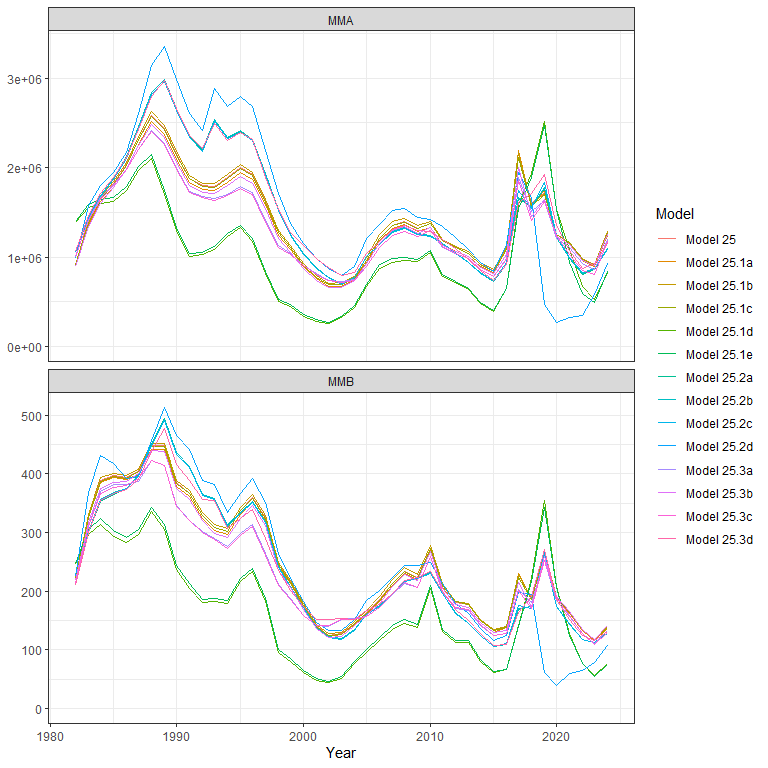 MMA
3e+06
2e+06
1e+06
0e+00
MMB
500
400
300
200
100
0
1980
1990
2000
2010
2020
Year
Model
Model 25
Model 25.1a
Model 25.1b
Model 25.1c
Model 25.1d
Model 25.1e
Model 25.2a
Model 25.2b
Model 25.2c
Model 25.2d
Model 25.3a
Model 25.3b
Model 25.3c
Model 25.3d